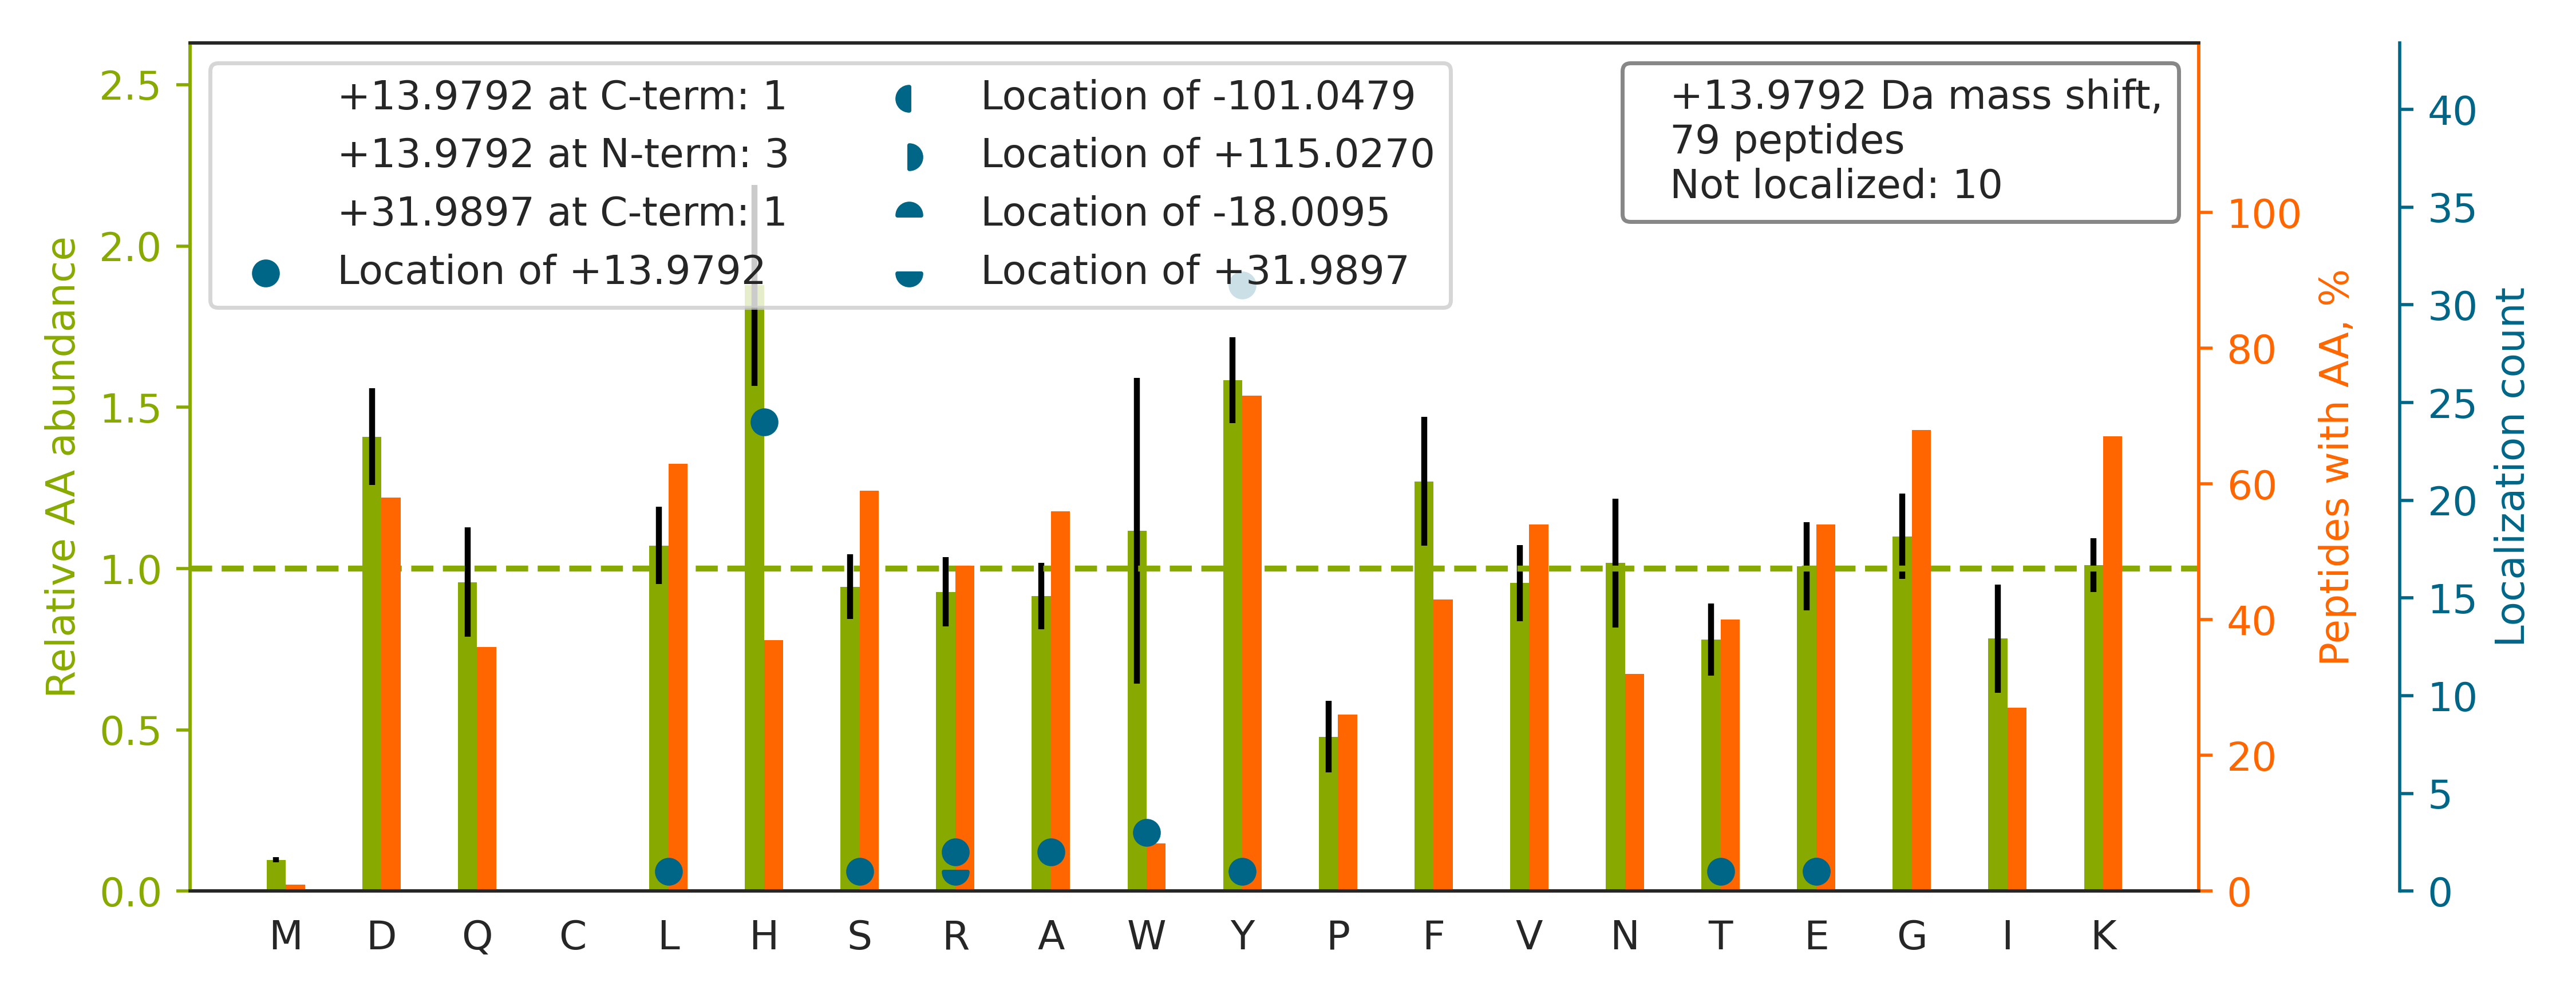 +13.9792 at C-term: 1
+13.9792 at N-term: 3
+31.9897 at C-term: 1
Location of +13.9792
Location of -101.0479
Location of +115.0270
Location of -18.0095
Location of +31.9897
+13.9792 Da mass shift,
79 peptides
Not localized: 10
Relative AA abundance
2.5
2.0
1.5
1.0
0.5
0.0
M D Q C L H S R A W Y P F V N T E G I K
100
80
60
40
20
0
Peptides with AA, %
40
35
30
25
20
15
10
5
0
Localization count